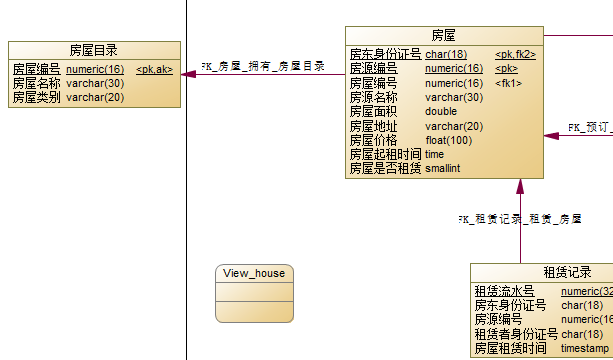 房屋目录
房屋编号 numeric(16) <pk,ak>
房屋名称 varchar(30)
房屋类别 varchar(20)
FK_房屋_拥有_房屋目录
房屋
房东身份证号 char(18) <pk,fk2>
房源编号 numeric(16) <pk>
房屋编号 numeric(16) <fk1>
房源名称 varchar(30)
房屋面积 double
房屋地址 varchar(20)
房屋价格 float(100)
房屋起租时间 time
房屋是否租赁 smallint
FK_预订_
FK_租赁记录_租赁_房屋
View_house
租赁记录
租赁流水号 numeric(32
房东身份证号 char(18)
房源编号 numeric(16
租赁者身份证号 char(18)
房屋租赁时间 timestamp